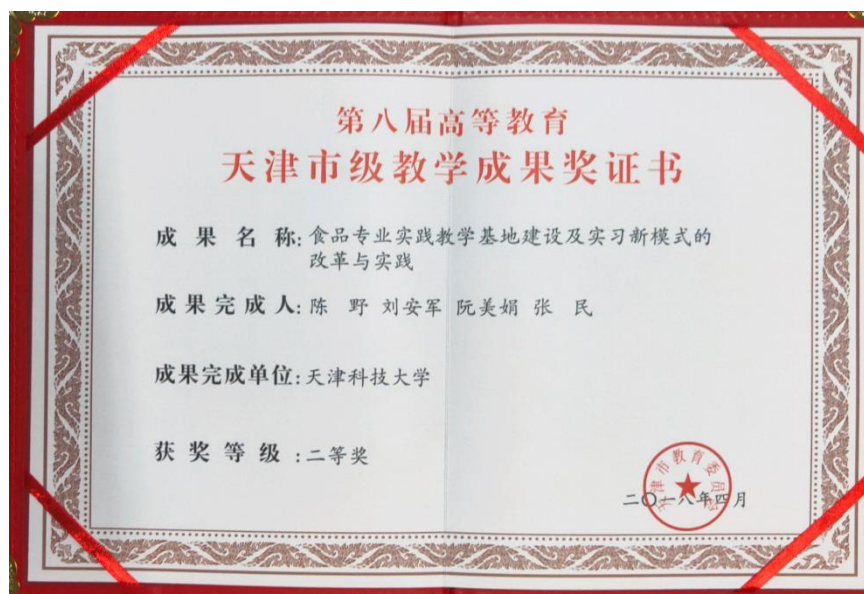 第八届高等教育
天津市级教学成果奖证书
成果名称:食品专业实践教学基地建设及实习新模式的
改革与实践
成果完成人:陈 野 刘安军 阮美娟 张 民
成果完成单位:天津科技大学
获奖等级:二等奖
天津市教育委员会
二〇一八年四月